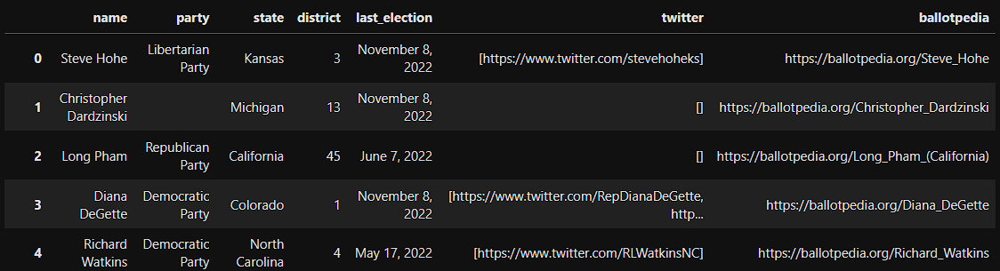 name party state district last_election twitter ballotpedia
0 Steve Hohe Libertarian Party Kansas 3 November 8, 2022 [https://www.twitter.com/stevehoheks] https://ballotpedia.org/Steve_Hohe
1 Christopher Dardzinski Michigan 13 November 8, 2022 [] https://ballotpedia.org/Christopher_Dardzinski
2 Long Pham Republican Party California 45 June 7, 2022 [] https://ballotpedia.org/Long_Pham_(California)
3 Diana DeGette Democratic Party Colorado 1 November 8, 2022 [https://www.twitter.com/RepDianaDeGette, http... https://ballotpedia.org/Diana_DeGette
4 Richard Watkins Democratic Party North Carolina 4 May 17, 2022 [https://www.twitter.com/RLWatkinsNC] https://ballotpedia.org/Richard_Watkins